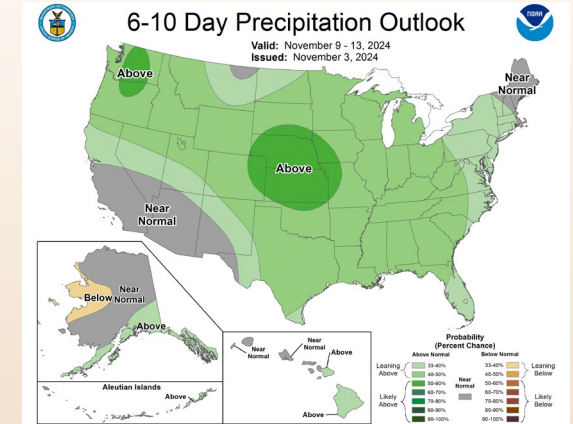 6-10 Day Precipitation Outlook
NOAA
Valid: November 9 - 13, 2024
Issued: November 3, 2024
Above
Near
Normal
Above
Near
Normal
Below
Near
Normal
Above
Aleutian Islands
Above
Near
Normal
Near
Normal
Above
Above
Probability
(Percent Chance)
Above Normal
Below Normal
Leaning
Above
33-40%
40-50%
50-60%
60-70%
70-80%
80-90%
90-100%
Likely
Above
Near
Normal
33-40%
40-50%
50-60%
60-70%
70-80%
80-90%
90-100%
Leaning
Below
Likely
Below